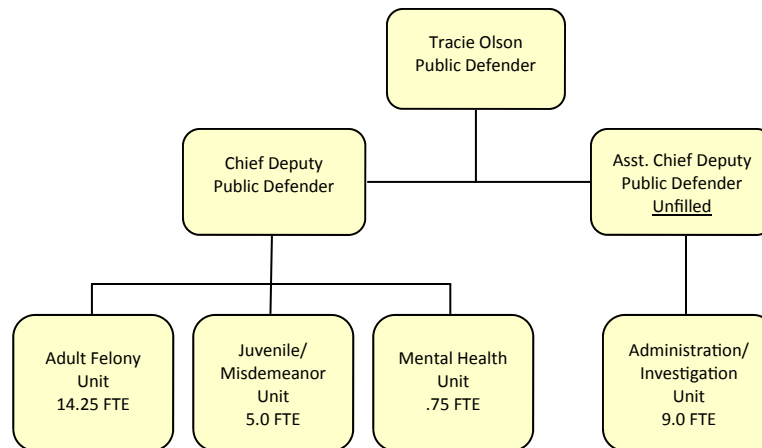 Tracie Olson
Public Defender
Chief Deputy
Public Defender
Asst. Chief Deputy
Public Defender
Unfilled
Adult Felony
Unit
14.25 FTE
Juvenile/
Misdemeanor
Unit
5.0 FTE
Mental Health
Unit
.75 FTE
Administration/
Investigation
Unit
9.0 FTE